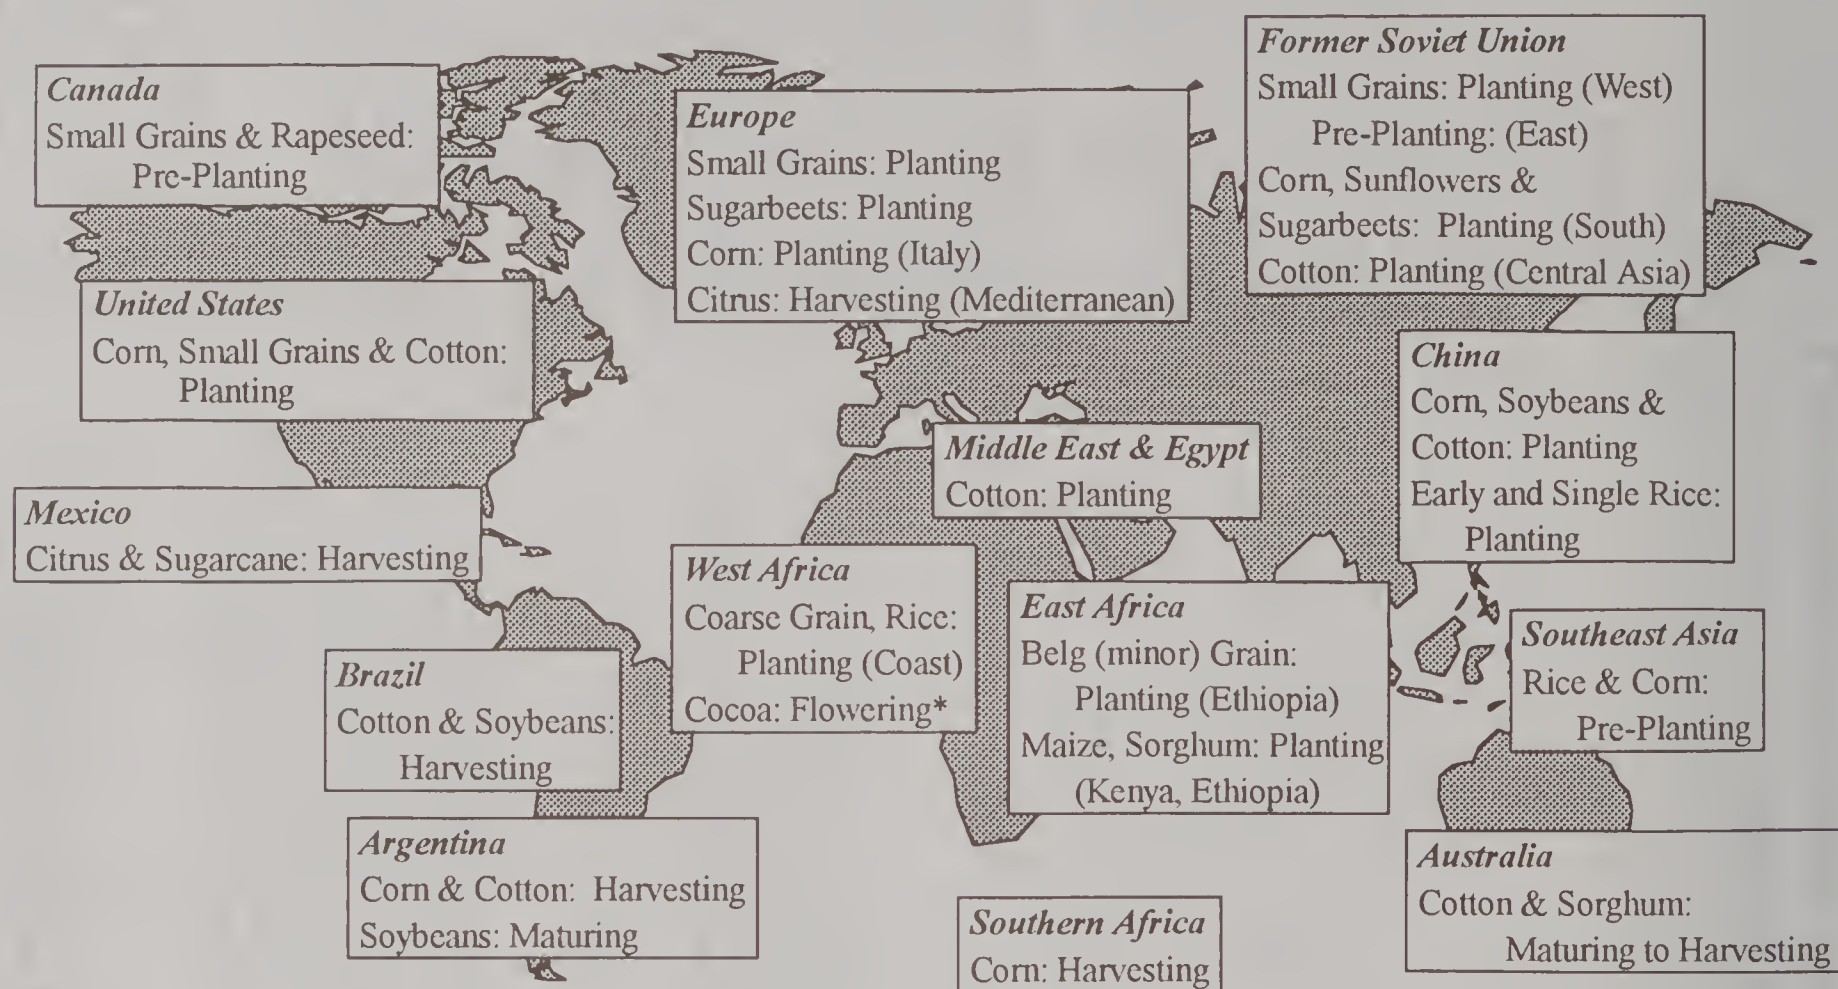 Canada
Small Grains & Rapeseed:
Pre-Planting
United States
Corn, Small Grains & Cotton:
Planting
Mexico
Citrus & Sugarcane: Harvesting
Brazil
Cotton & Soybeans:
Harvesting
Argentina
Corn & Cotton: Harvesting
Soybeans: Maturing
Europe
Small Grains: Planting
Sugarbeets: Planting
Corn: Planting (Italy)
Citrus: Harvesting (Mediterranean)
Middle East & Egypt
Cotton: Planting
West Africa
Coarse Grain, Rice:
Planting (Coast)
Cocoa: Flowering*
East Africa
Belg (minor) Grain:
Planting (Ethiopia)
Maize, Sorghum: Planting
(Kenya, Ethiopia)
Southern Africa
Corn: Harvesting
Former Soviet Union
Small Grains: Planting (West)
Pre-Planting: (East)
Corn, Sunflowers &
Sugarbeets: Planting (South)
Cotton: Planting (Central Asia)
China
Corn, Soybeans &
Cotton: Planting
Early and Single Rice:
Planting
Southeast Asia
Rice & Corn:
Pre-Planting
Australia
Cotton & Sorghum:
Maturing to Harvesting